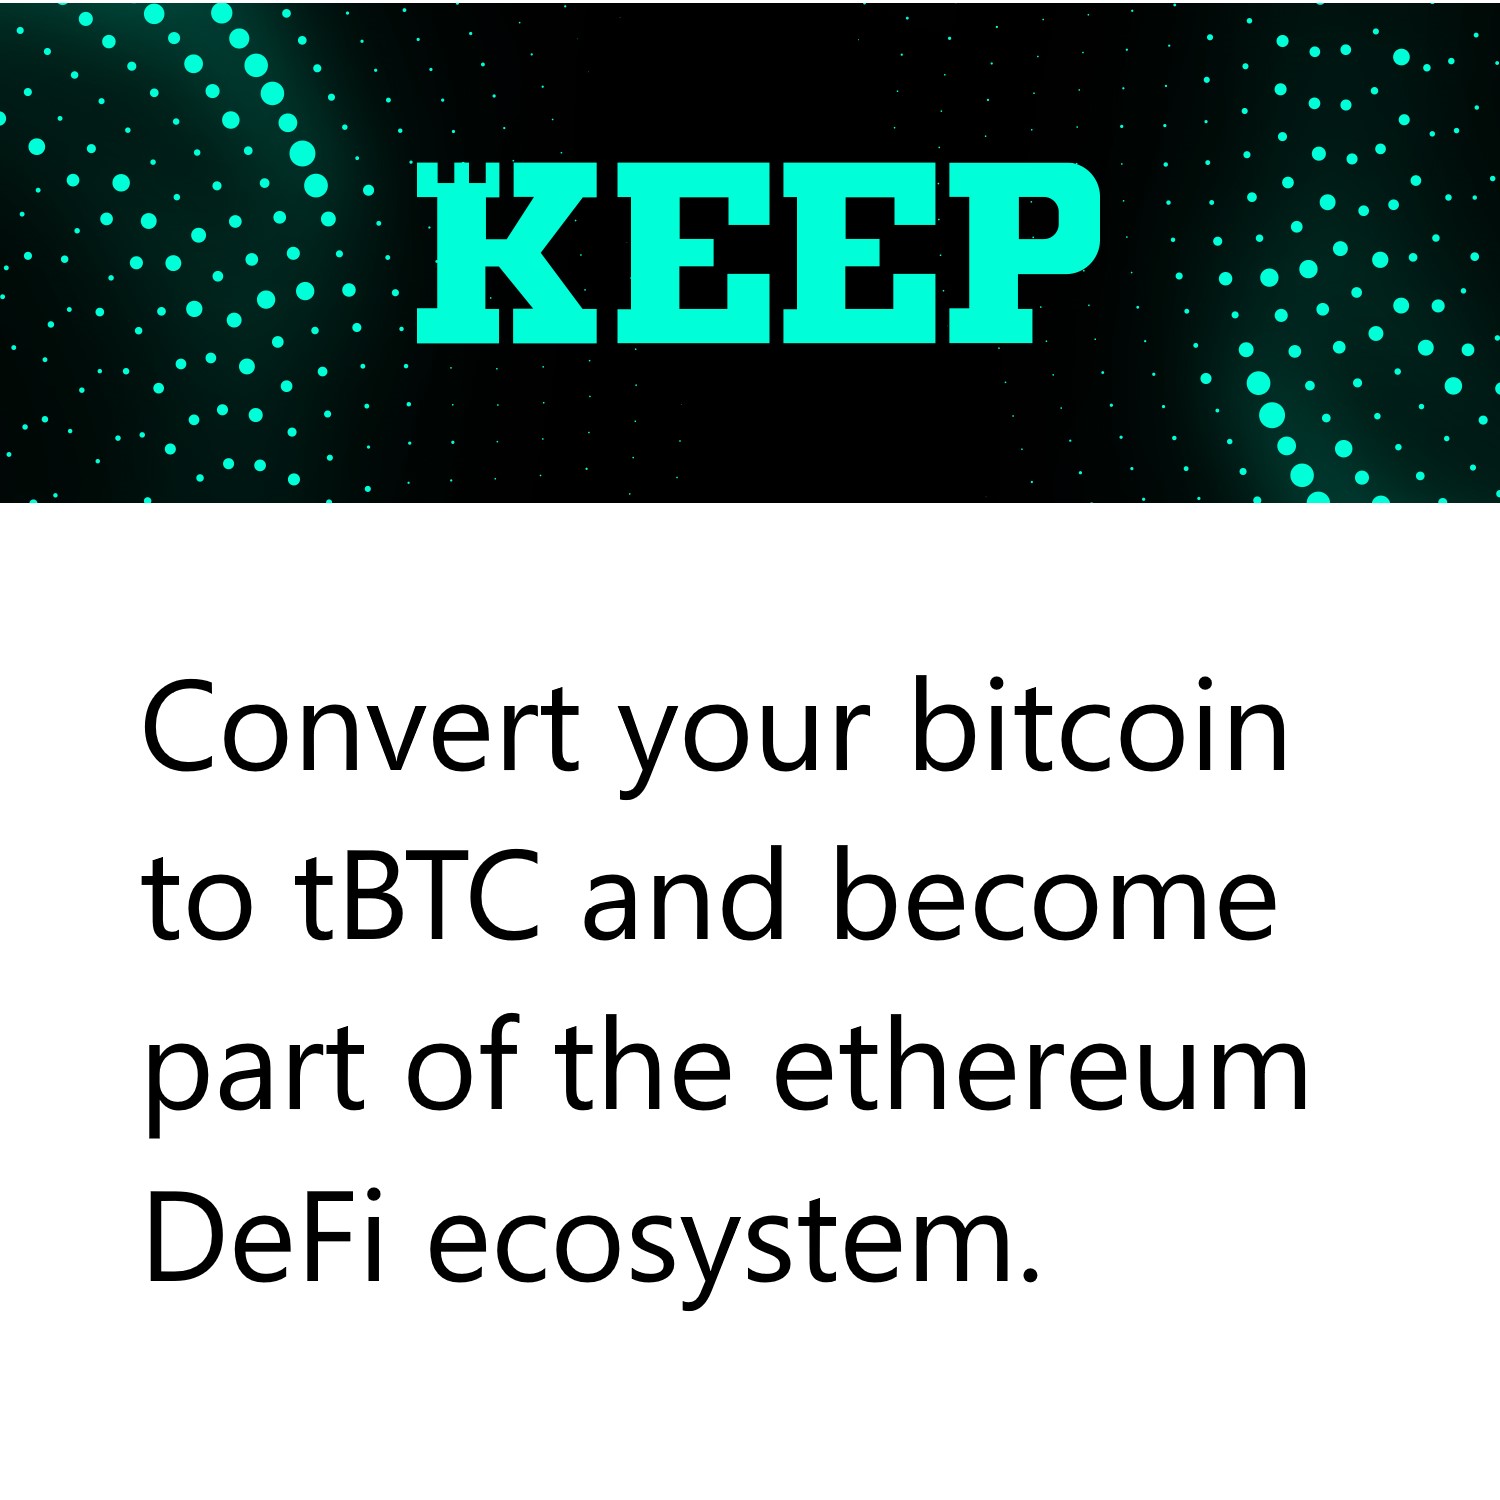 KEEP
Convert your bitcoin
to tBTC and become
part of the ethereum
DeFi ecosystem.